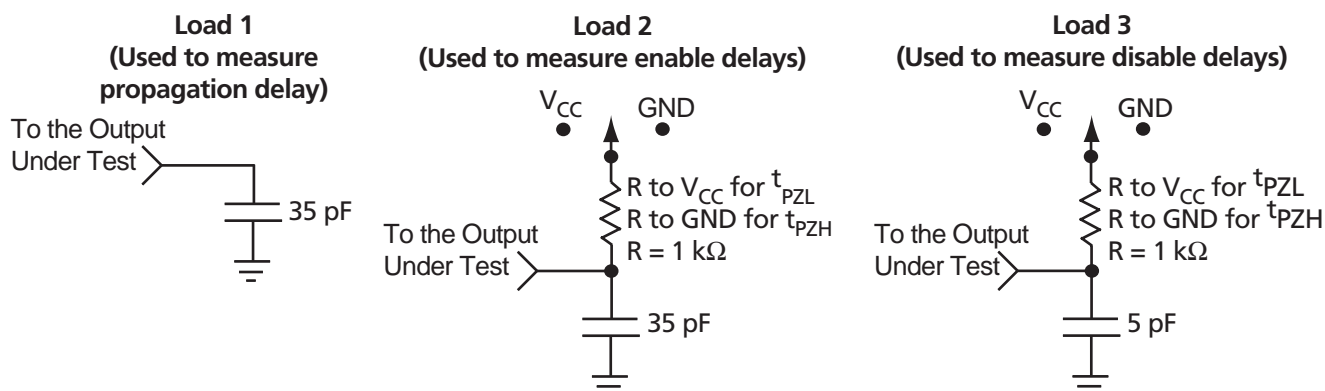 Load 1
(Used to measure
propagation delay)
To the Output
Under Test
35 pF
Load 2
(Used to measure enable delays)
VCC
GND
R to VCC for tPZL
R to GND for tPZH
R = 1 kΩ
To the Output
Under Test
35 pF
Load 3
(Used to measure disable delays)
VCC
GND
R to VCC for tPZL
R to GND for tPZH
R = 1 kΩ
To the Output
Under Test
5 pF